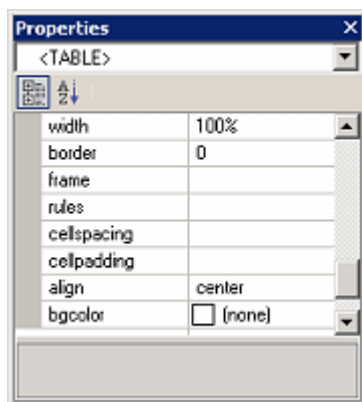 Properties
<TABLE>
width 100%
border 0
frame
rules
cellspacing
cellpadding
align center
bgcolor (none)